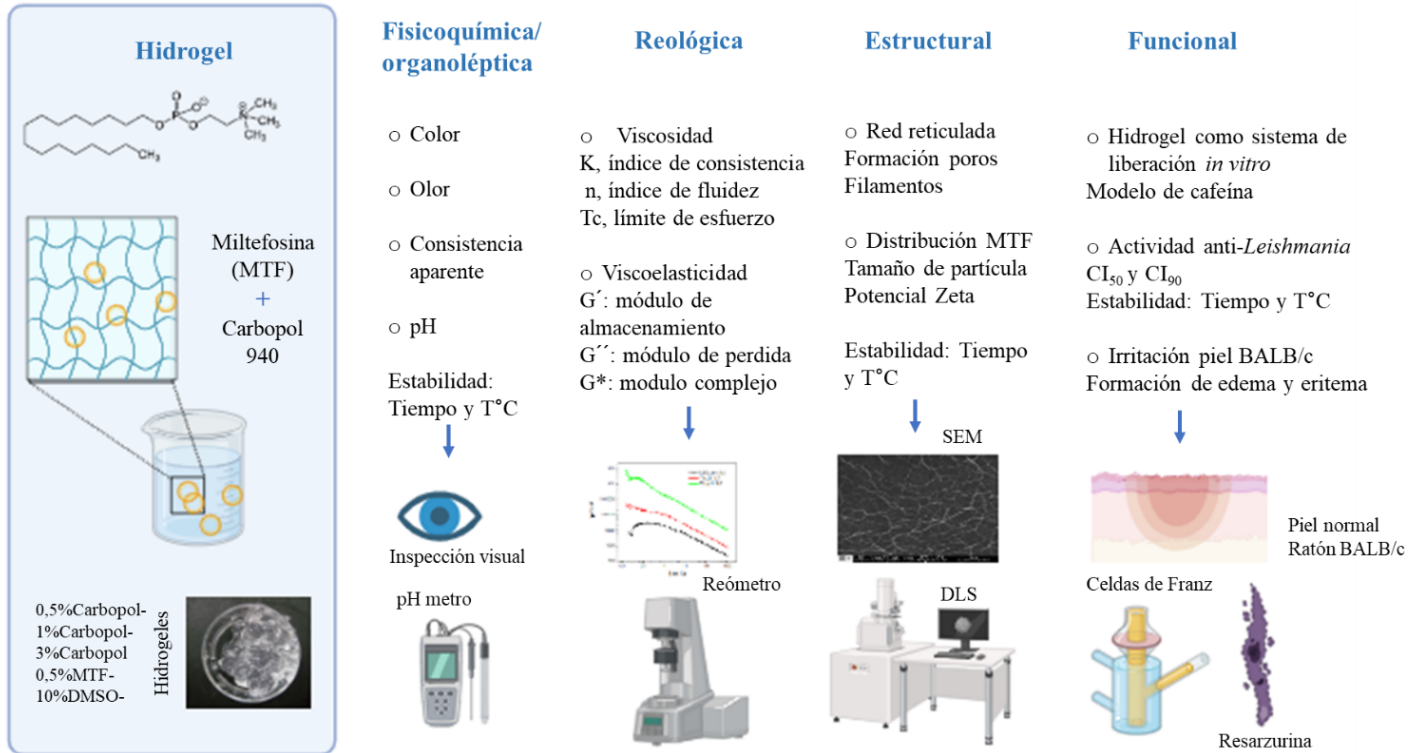 Hidrogel
O
O⊖
P
O
O
⊕
N
CH₃
CH₃
CH₃
CH₃
Miltefosina
(MTF)
+
Carbopol
940
0,5%Carbopol-
1%Carbopol-
3%Carbopol
0,5%MTF-
10%DMSO-
Hidrogeles
Fisicoquímica/
organoléptica
○ Color
○ Olor
○ Consistencia
aparente
○ pH
Estabilidad:
Tiempo y T°C
Inspección visual
pH metro
Reológica
○ Viscosidad
K, índice de consistencia
n, índice de fluidez
Tc, límite de esfuerzo
○ Viscoelasticidad
G´: módulo de
almacenamiento
G´´: módulo de perdida
G*: modulo complejo
Reómetro
Estructural
○ Red reticulada
Formación poros
Filamentos
○ Distribución MTF
Tamaño de partícula
Potencial Zeta
Estabilidad: Tiempo
y T°C
SEM
DLS
Funcional
○ Hidrogel como sistema de
liberación in vitro
Modelo de cafeína
○ Actividad anti-Leishmania
CI₅₀ y CI₉₀
Estabilidad: Tiempo y T°C
○ Irritación piel BALB/c
Formación de edema y eritema
Piel normal
Ratón BALB/c
Celdas de Franz
Resarzurina